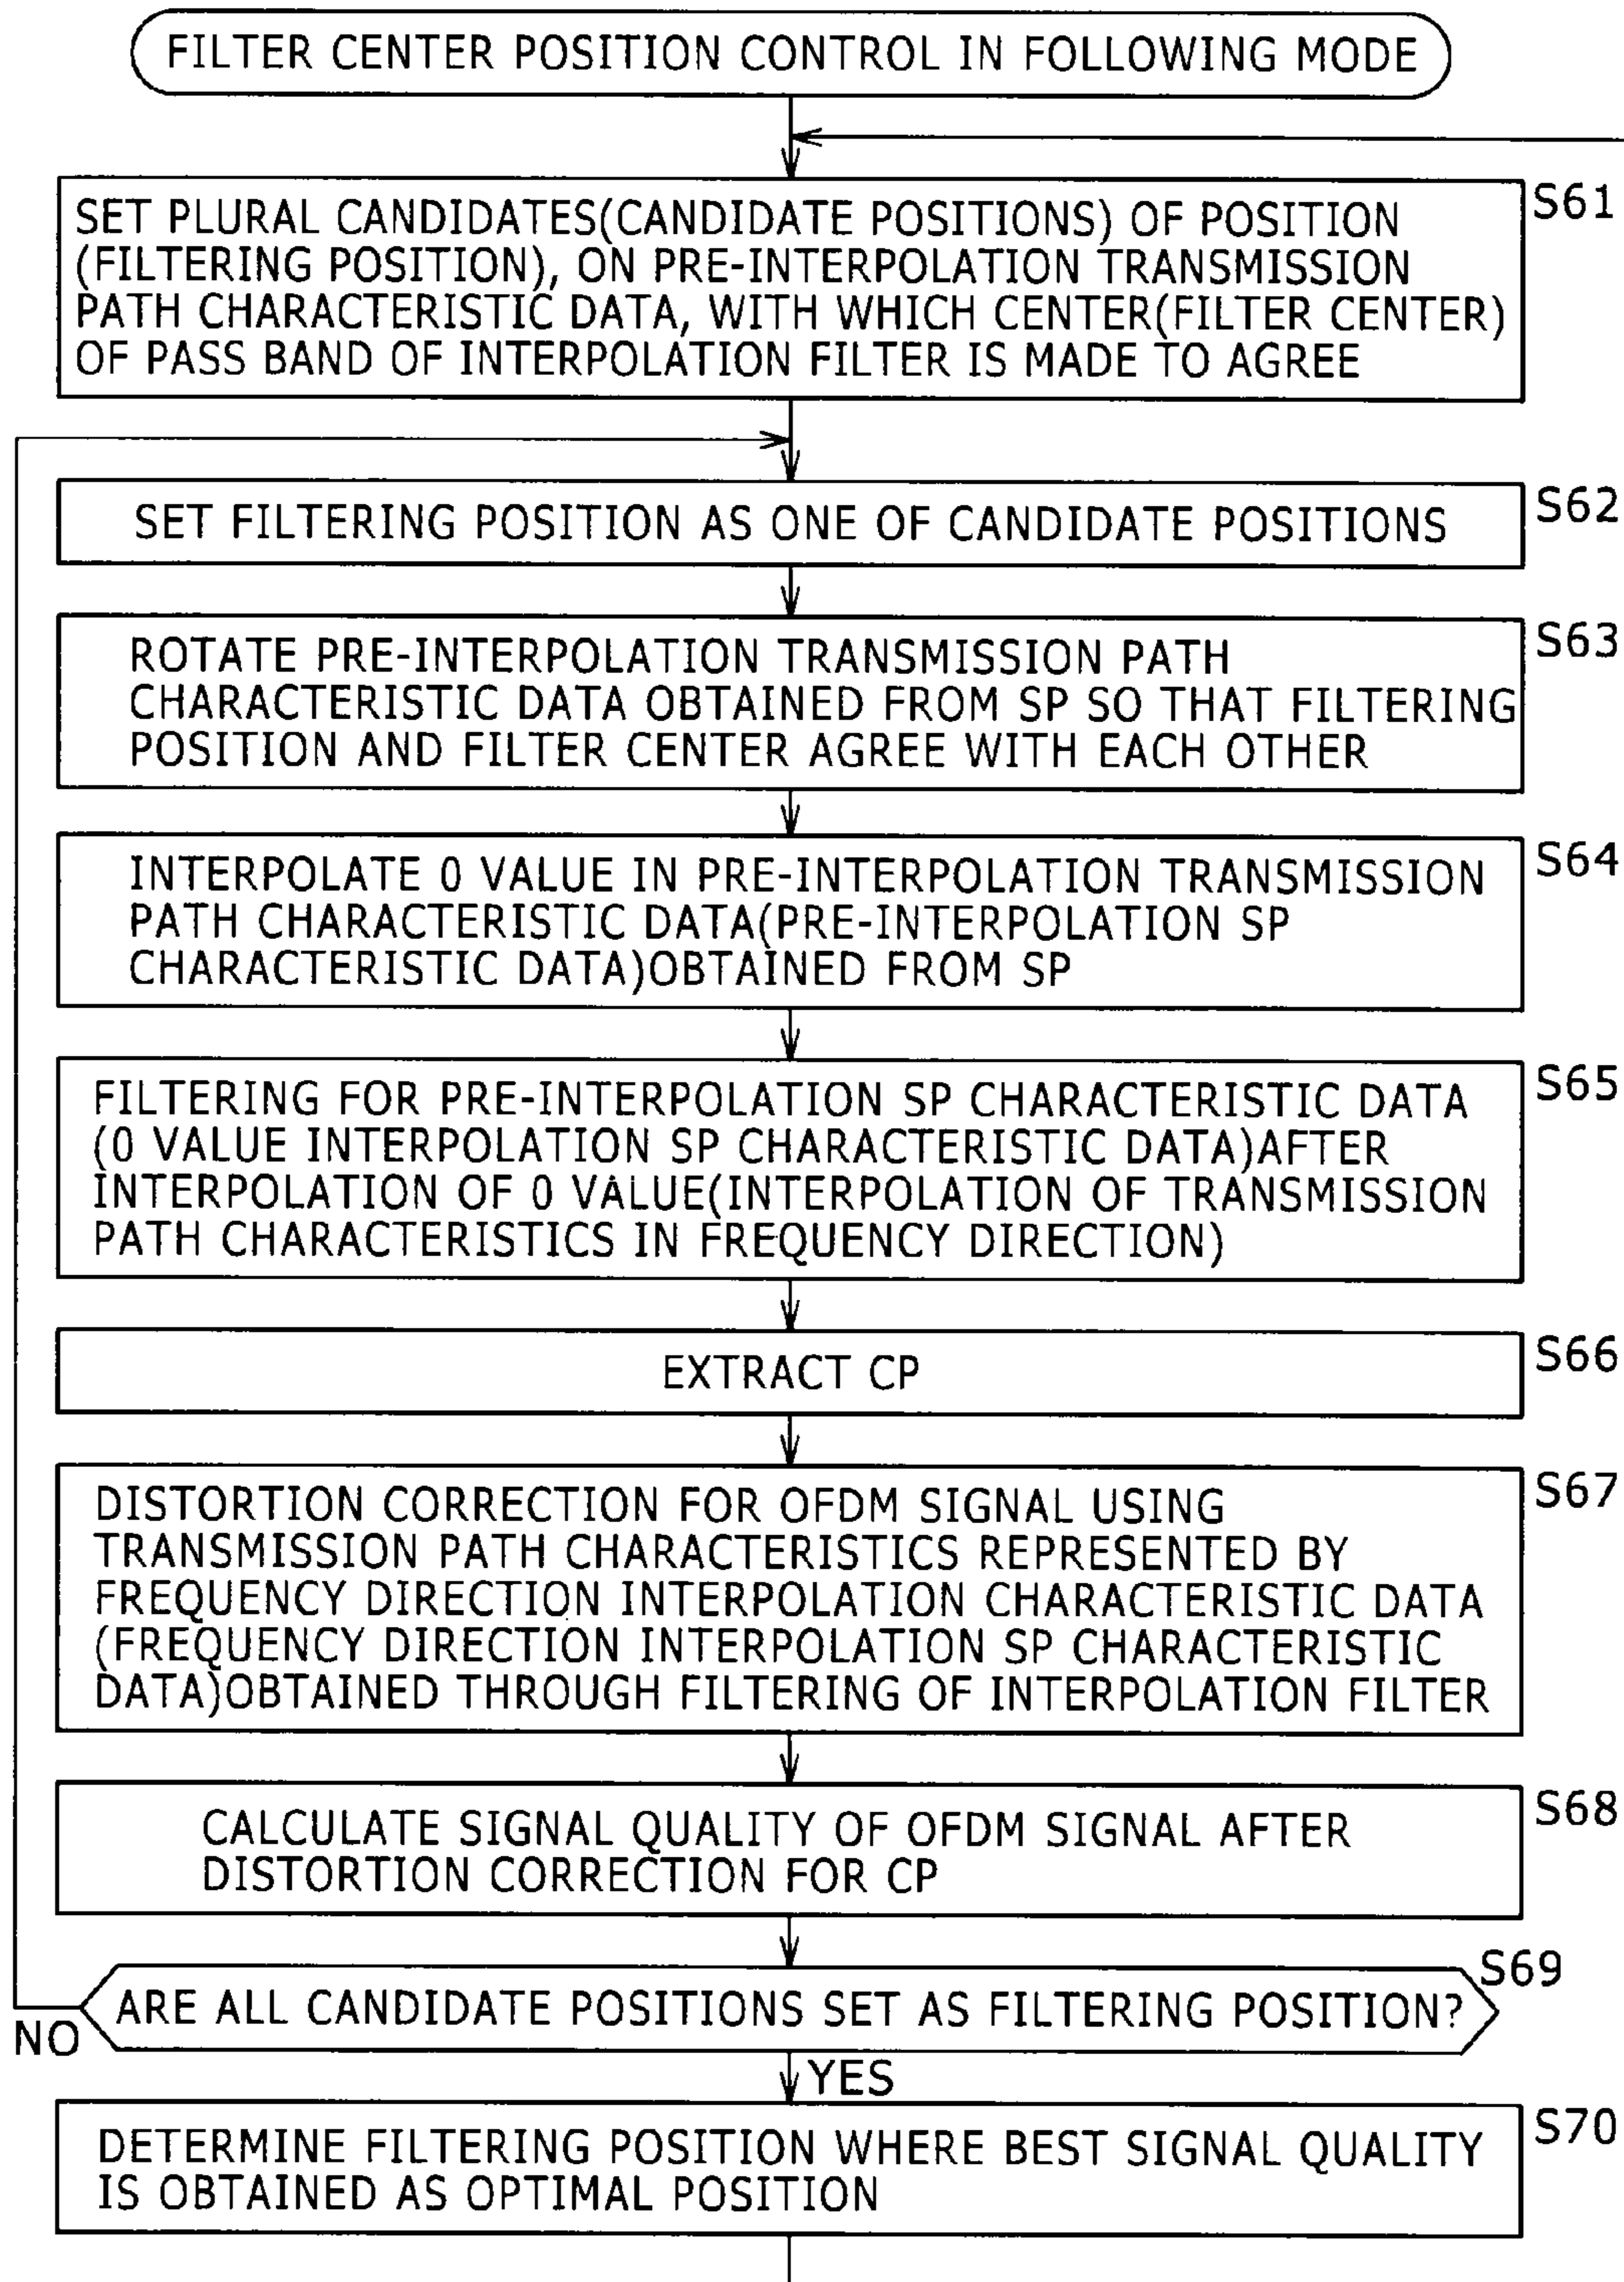 FILTER CENTER POSITION CONTROL IN FOLLOWING MODE
S61
SET PLURAL CANDIDATES(CANDIDATE POSITIONS) OF POSITION
(FILTERING POSITION), ON PRE-INTERPOLATION TRANSMISSION
PATH CHARACTERISTIC DATA, WITH WHICH CENTER(FILTER CENTER)
OF PASS BAND OF INTERPOLATION FILTER IS MADE TO AGREE
S62
SET FILTERING POSITION AS ONE OF CANDIDATE POSITIONS
S63
ROTATE PRE-INTERPOLATION TRANSMISSION PATH
CHARACTERISTIC DATA OBTAINED FROM SP SO THAT FILTERING
POSITION AND FILTER CENTER AGREE WITH EACH OTHER
S64
INTERPOLATE 0 VALUE IN PRE-INTERPOLATION TRANSMISSION
PATH CHARACTERISTIC DATA(PRE-INTERPOLATION SP
CHARACTERISTIC DATA)OBTAINED FROM SP
S65
FILTERING FOR PRE-INTERPOLATION SP CHARACTERISTIC DATA
(0 VALUE INTERPOLATION SP CHARACTERISTIC DATA)AFTER
INTERPOLATION OF 0 VALUE(INTERPOLATION OF TRANSMISSION
PATH CHARACTERISTICS IN FREQUENCY DIRECTION)
S66
EXTRACT CP
S67
DISTORTION CORRECTION FOR OFDM SIGNAL USING
TRANSMISSION PATH CHARACTERISTICS REPRESENTED BY
FREQUENCY DIRECTION INTERPOLATION CHARACTERISTIC DATA
(FREQUENCY DIRECTION INTERPOLATION SP CHARACTERISTIC
DATA)OBTAINED THROUGH FILTERING OF INTERPOLATION FILTER
S68
CALCULATE SIGNAL QUALITY OF OFDM SIGNAL AFTER
DISTORTION CORRECTION FOR CP
S69
ARE ALL CANDIDATE POSITIONS SET AS FILTERING POSITION?
NO
YES
S70
DETERMINE FILTERING POSITION WHERE BEST SIGNAL QUALITY
IS OBTAINED AS OPTIMAL POSITION